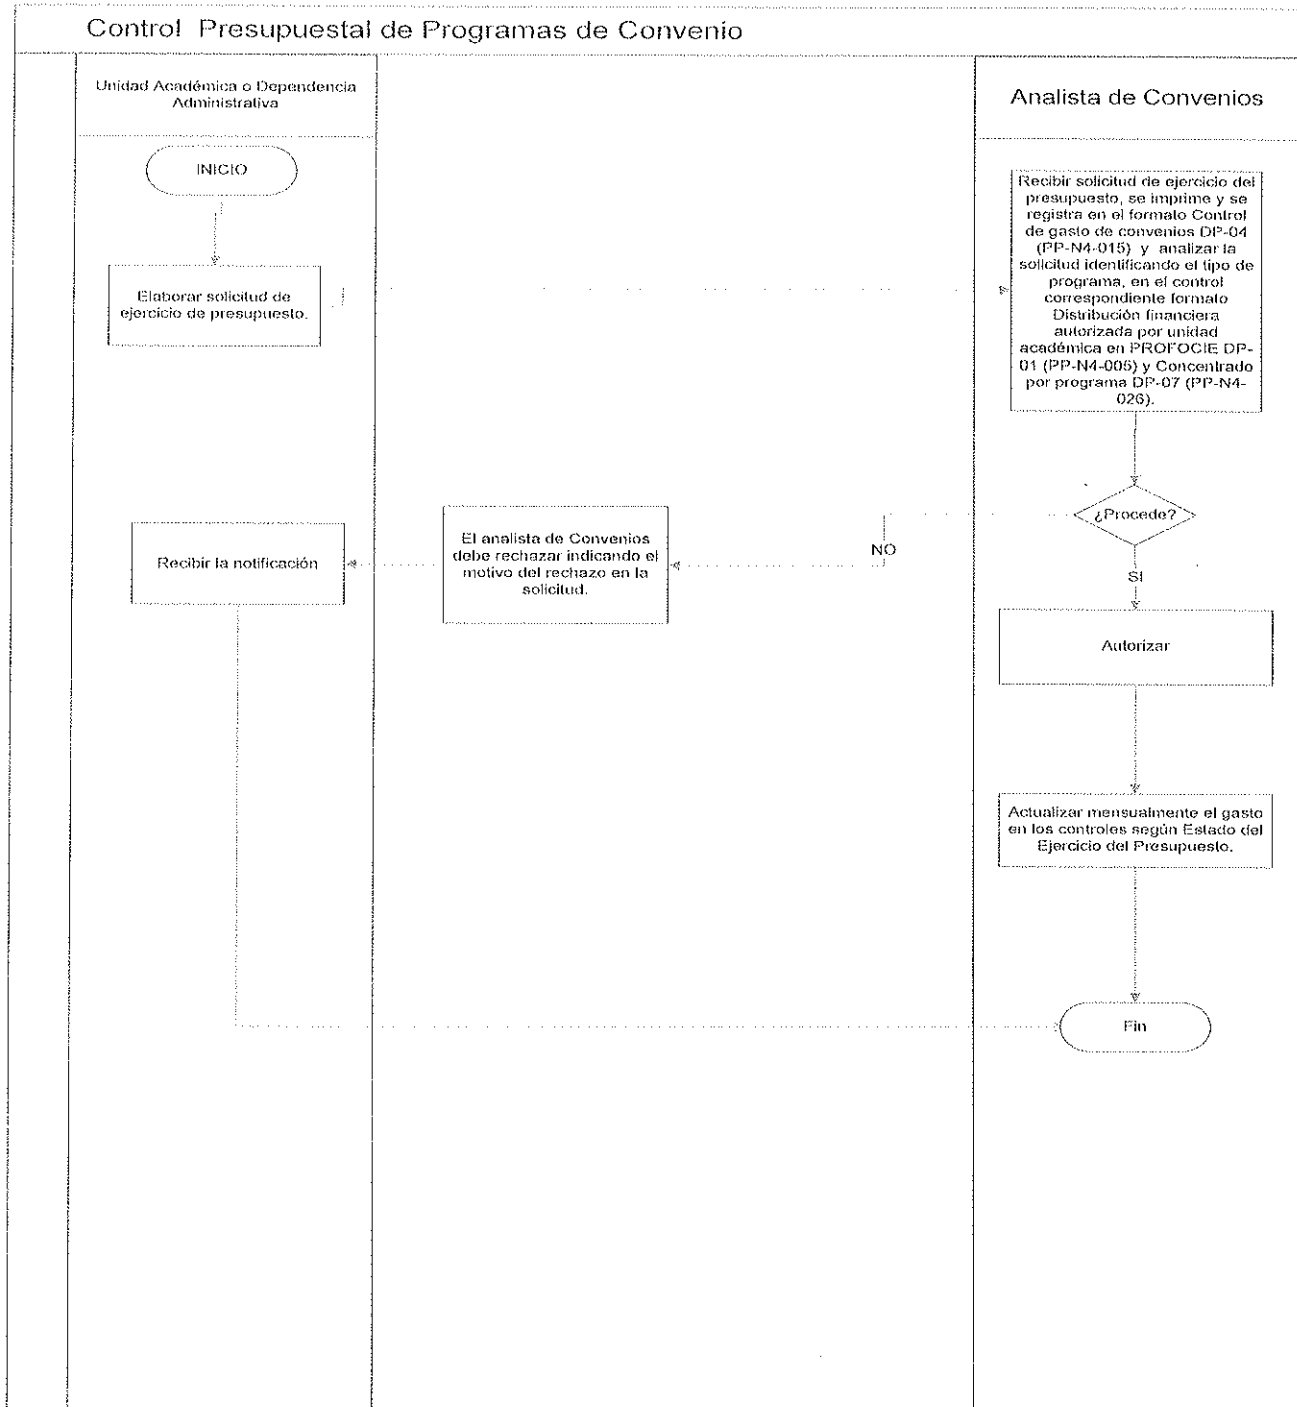 Control Presupuestal de Programas de Convenio
Unidad Académica o Dependencia
Administrativa
Analista de Convenios
INICIO
Elaborar solicitud de
ejercicio de presupuesto.
Recibir solicitud de ejercicio del
presupuesto, se imprime y se
registra en el formato Control
de gasto de convenios DP-04
(PP-N4-015) y analizar la
solicitud identificando el tipo de
programa, en el control
correspondiente formato
Distribución financiera
autorizada por unidad
académica en PROFOCIE DP-
01 (PP-N4-005) y Concentrado
por programa DP-07 (PP-N4-
026).
¿Procede?
NO
SI
El analista de Convenios
debe rechazar indicando el
motivo del rechazo en la
solicitud.
Recibir la notificación
Autorizar
Actualizar mensualmente el gasto
en los controles según Estado del
Ejercicio del Presupuesto.
Fin